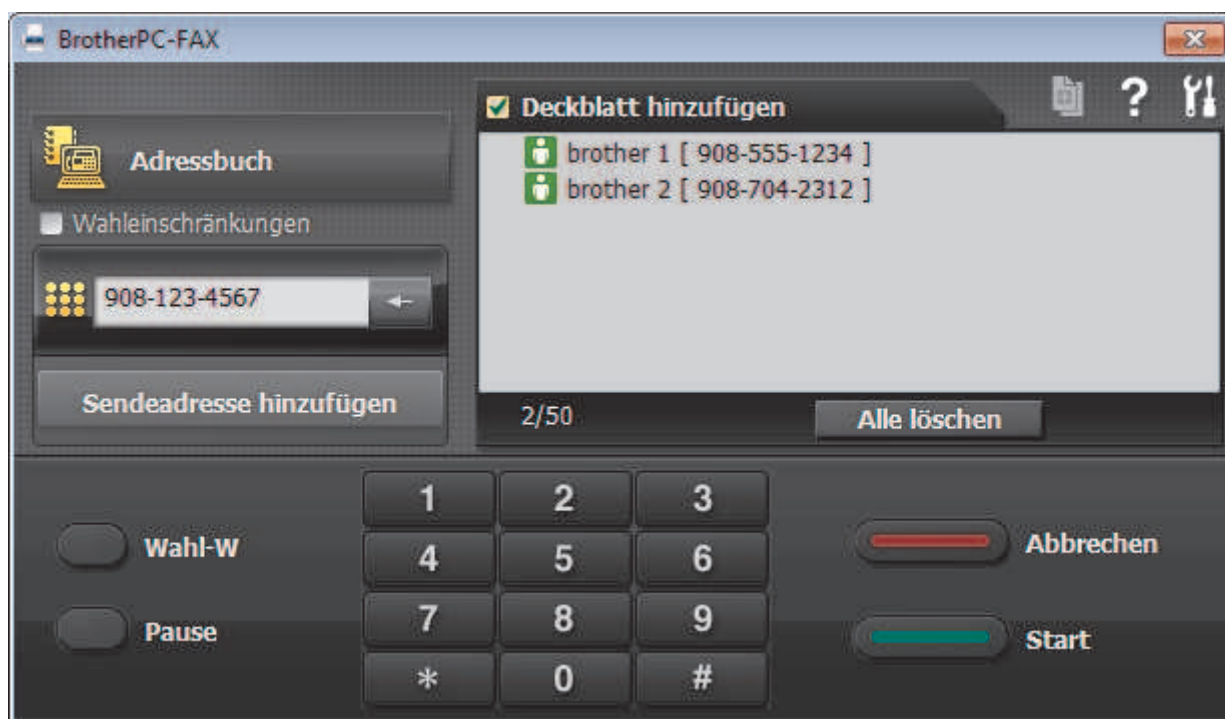 BrotherPC-FAX
Adressbuch
Wahleinschränkungen
908-123-4567
Sendeadresse hinzufügen
Deckblatt hinzufügen
?
brother 1 [ 908-555-1234 ]
brother 2 [ 908-704-2312 ]
2/50
Alle löschen
Wahl-W
Pause
1 2 3
4 5 6
7 8 9
* 0 #
Abbrechen
Start